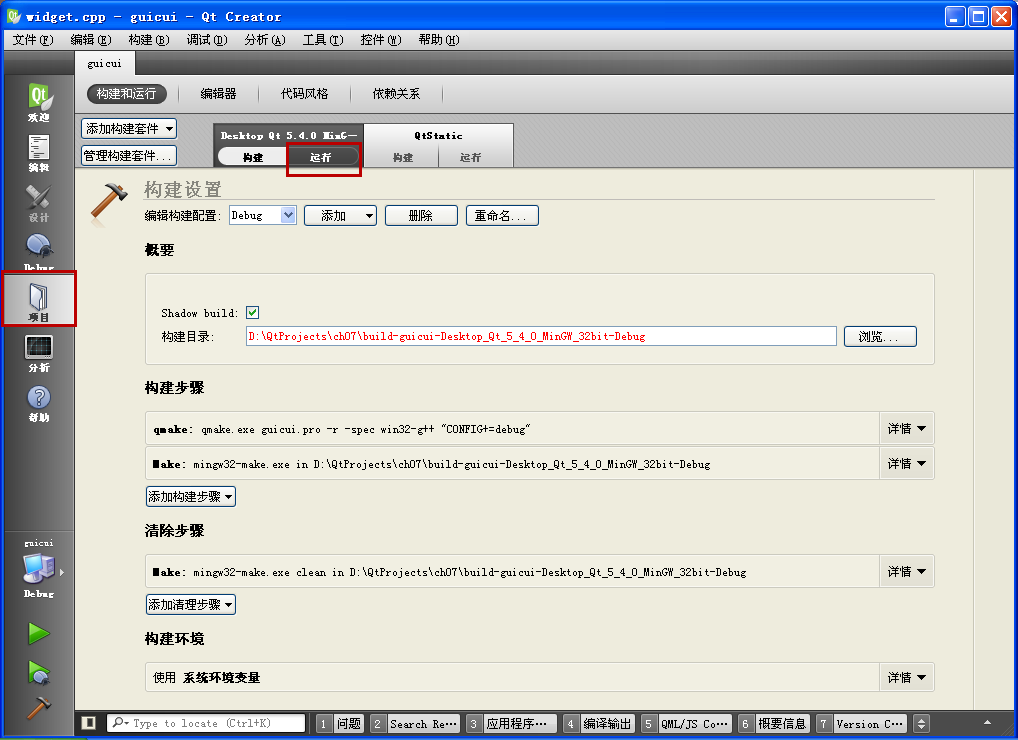 widget.cpp - guicui - Qt Creator
文件(F) 编辑(E) 构建(B) 调试(D) 分析(A) 工具(T) 控件(W) 帮助(H)
guicui
构建和运行 编辑器 代码风格 依赖关系
欢迎
编辑
设计
Debug
项目
分析
帮助
guicui
Debug
添加构建套件
管理构建套件...
Desktop Qt 5.4.0 MinG⋯
构建 运行
QtStatic
构建 运行
构建设置
编辑构建配置: Debug 添加 删除 重命名...
概要
Shadow build:
构建目录: D:\QtProjects\ch07\build-guicui-Desktop_Qt_5_4_0_MinGW_32bit-Debug 浏览...
构建步骤
qmake: qmake.exe guicui.pro -r -spec win32-g++ "CONFIG+=debug" 详情
Make: mingw32-make.exe in D:\QtProjects\ch07\build-guicui-Desktop_Qt_5_4_0_MinGW_32bit-Debug 详情
添加构建步骤
清除步骤
Make: mingw32-make.exe clean in D:\QtProjects\ch07\build-guicui-Desktop_Qt_5_4_0_MinGW_32bit-Debug 详情
添加清理步骤
构建环境
使用 系统环境变量 详情
Type to locate (Ctrl+K) 1 问题 2 Search Re⋯ 3 应用程序⋯ 4 编译输出 5 QML/JS Co⋯ 6 概要信息 7 Version C⋯